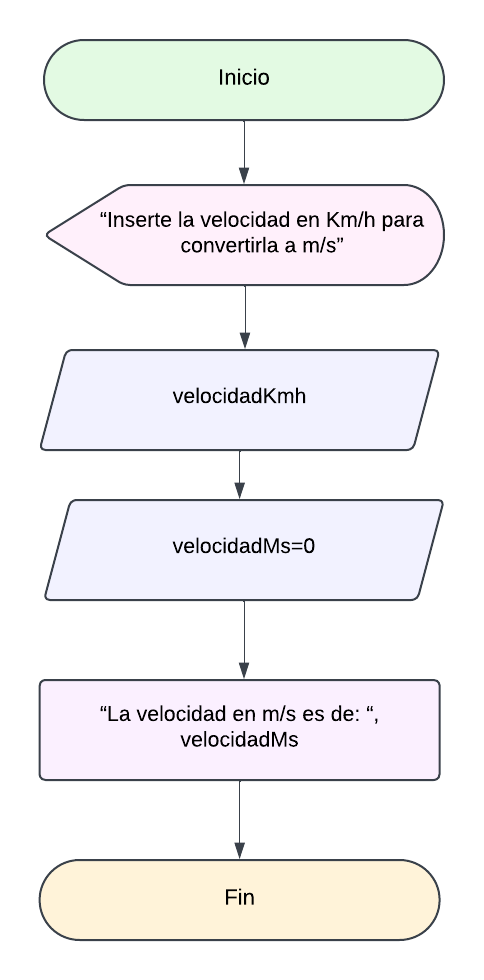 Inicio
“Inserte la velocidad en Km/h para
convertirla a m/s”
velocidadKmh
velocidadMs=0
“La velocidad en m/s es de: “,
velocidadMs
Fin